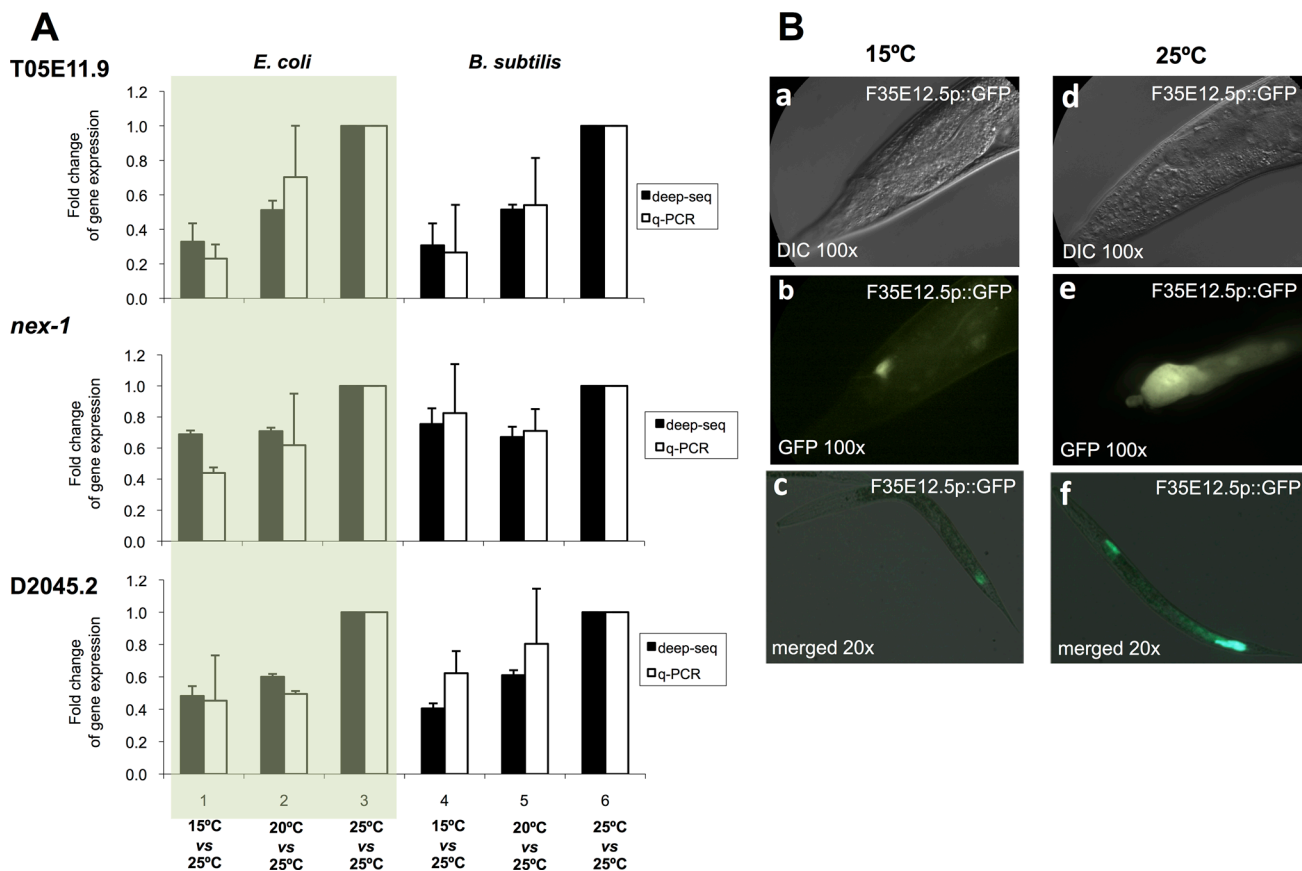 A
T05E11.9
E. coli
B. subtilis
Fold change
of gene expression
1.2
1.0
0.8
0.6
0.4
0.2
0.0
deep-seq
q-PCR
nex-1
Fold change
of gene expression
1.2
1.0
0.8
0.6
0.4
0.2
0.0
deep-seq
q-PCR
D2045.2
Fold change
of gene expression
1.2
1.0
0.8
0.6
0.4
0.2
0.0
deep-seq
q-PCR
1 2 3 4 5 6
15ºC 20ºC 25ºC 15ºC 20ºC 25ºC
vs vs vs vs vs vs
25ºC 25ºC 25ºC 25ºC 25ºC 25ºC
B
15ºC
25ºC
a
F35E12.5p::GFP
DIC 100x
d
F35E12.5p::GFP
DIC 100x
b
F35E12.5p::GFP
GFP 100x
e
F35E12.5p::GFP
GFP 100x
c
F35E12.5p::GFP
merged 20x
f
F35E12.5p::GFP
merged 20x